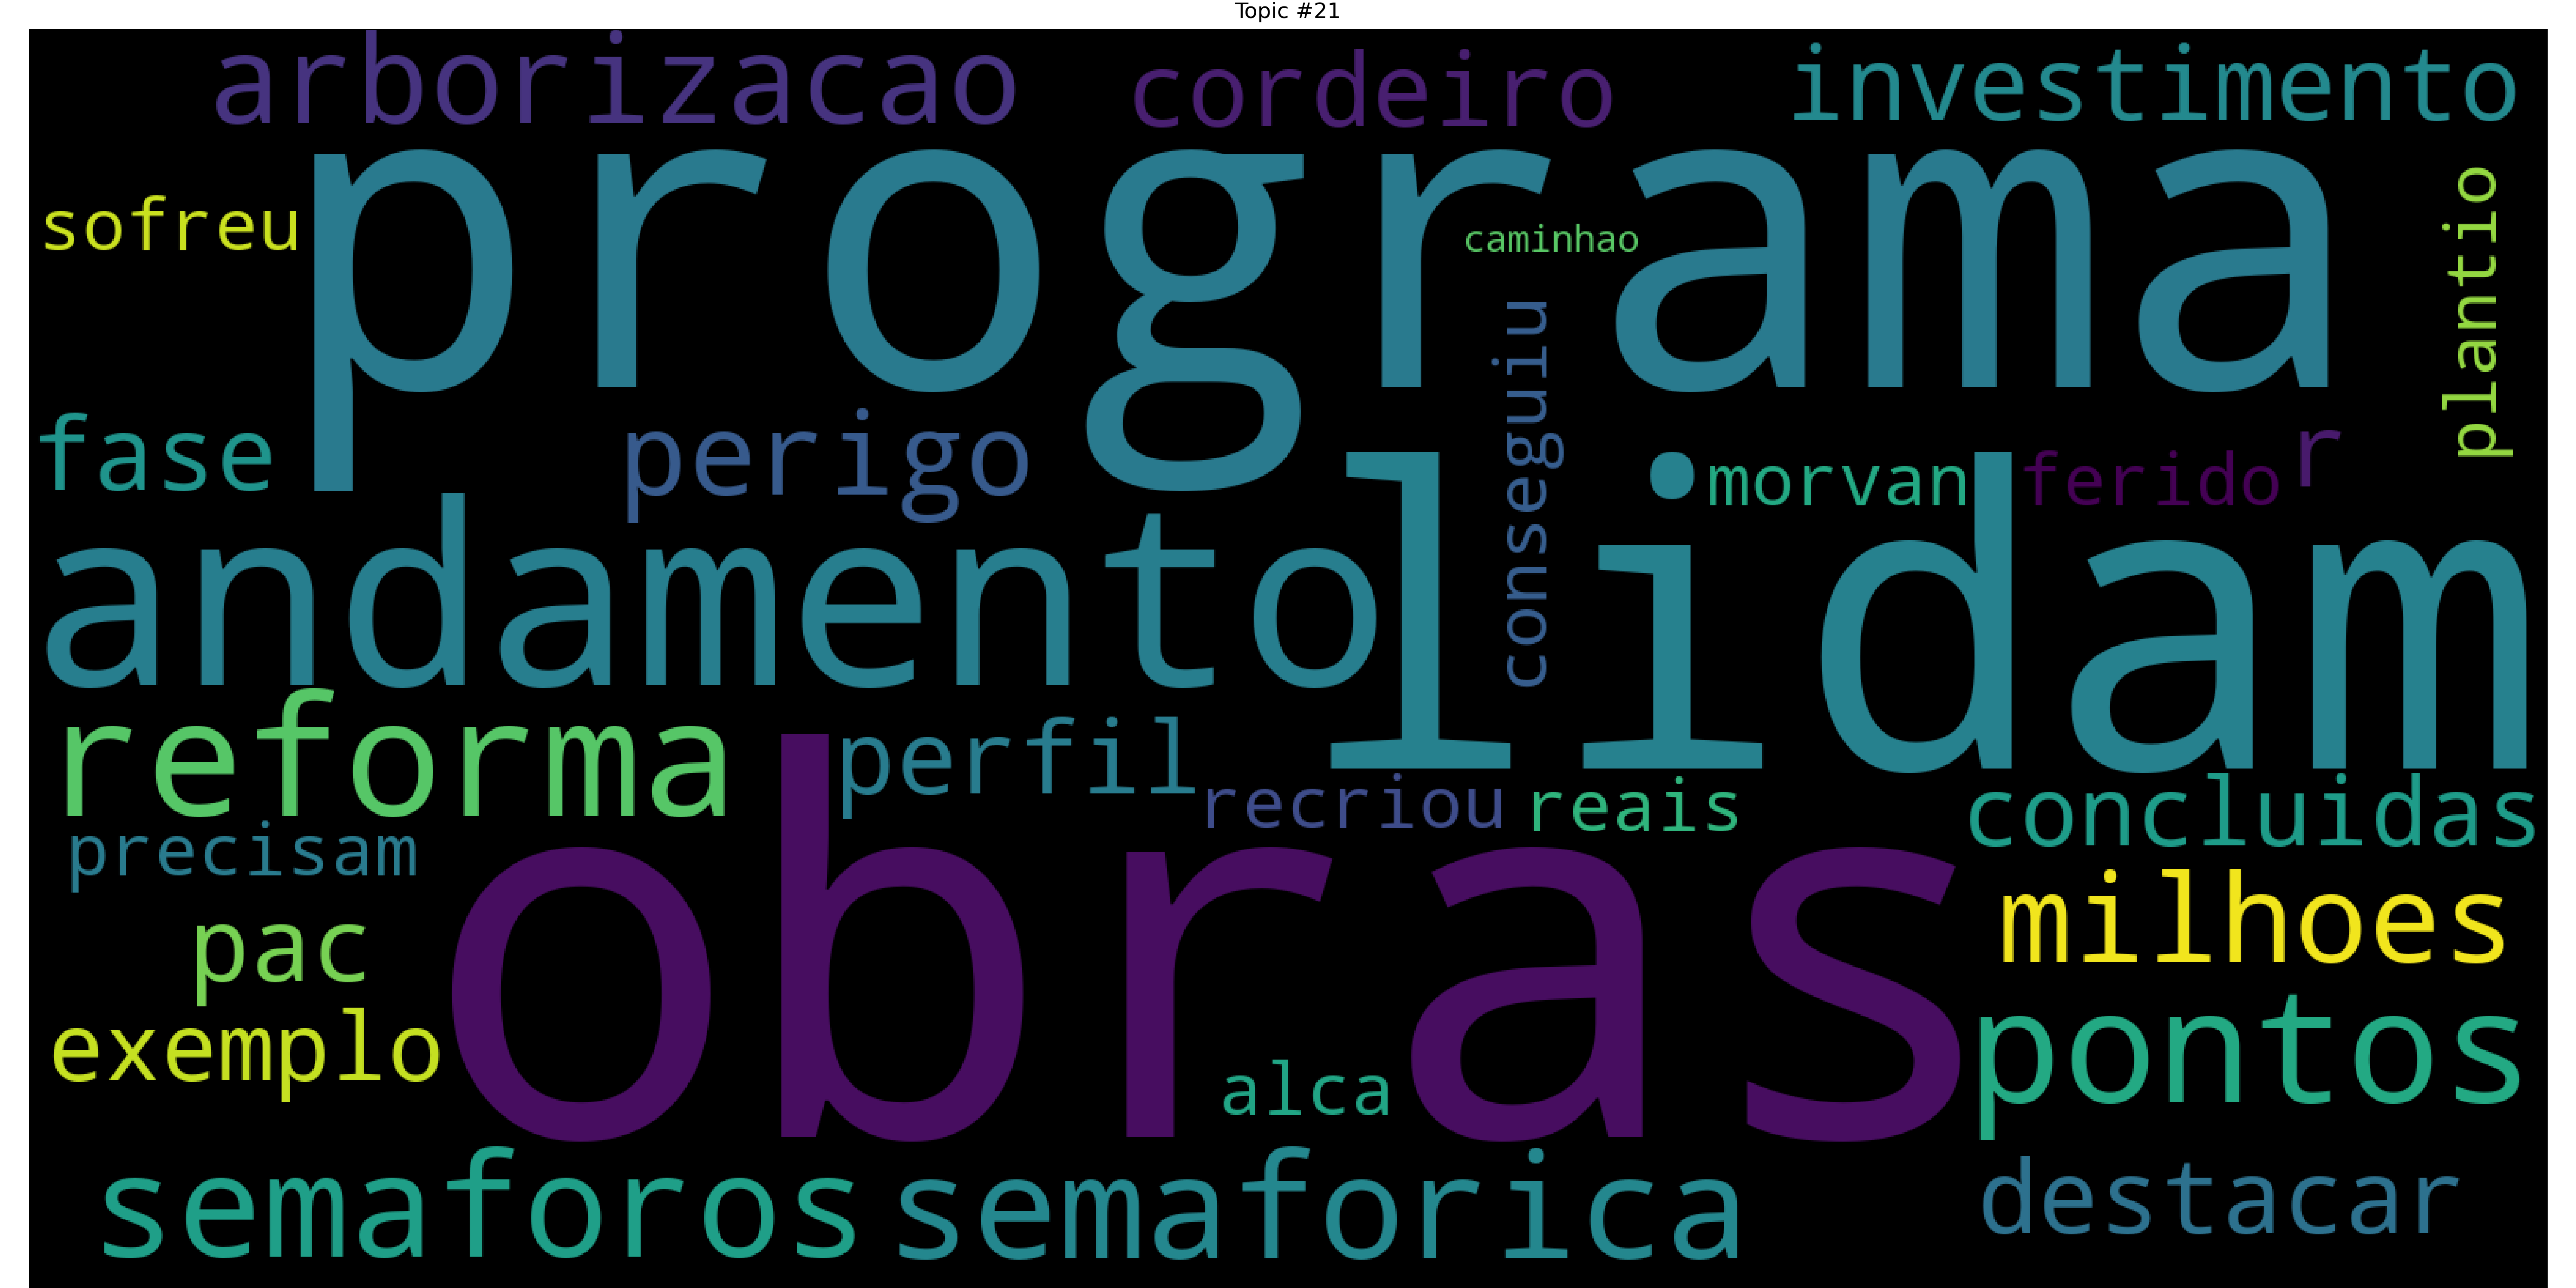 Topic #21
arborizacao
cordeiro
investimento
programa
sofreu
caminhao
plantio
conseguiu
fase
perigo
morvan
ferido
r
andamento
lidam
reforma
perfil
recriou
reais
concluidas
precisam
obras
pac
milhoes
exemplo
alca
pontos
semaforos
semaforica
destacar